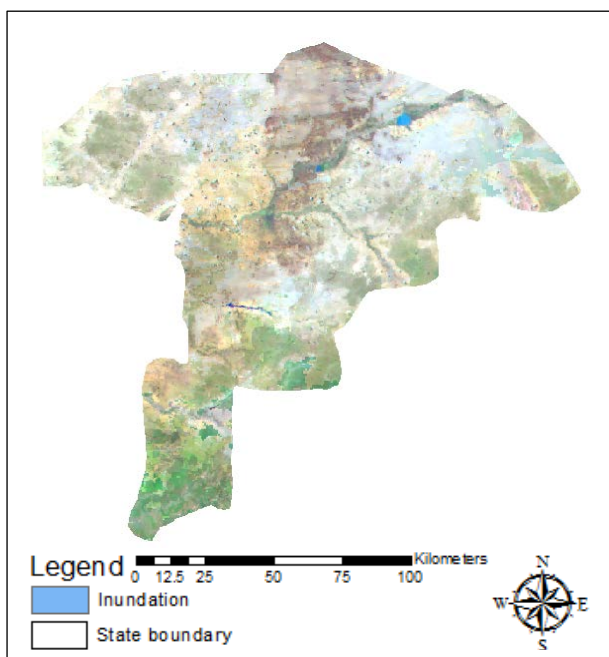 Legend
Kilometers
0 12.5 25 50 75 100
Inundation
State boundary
N
W E
S